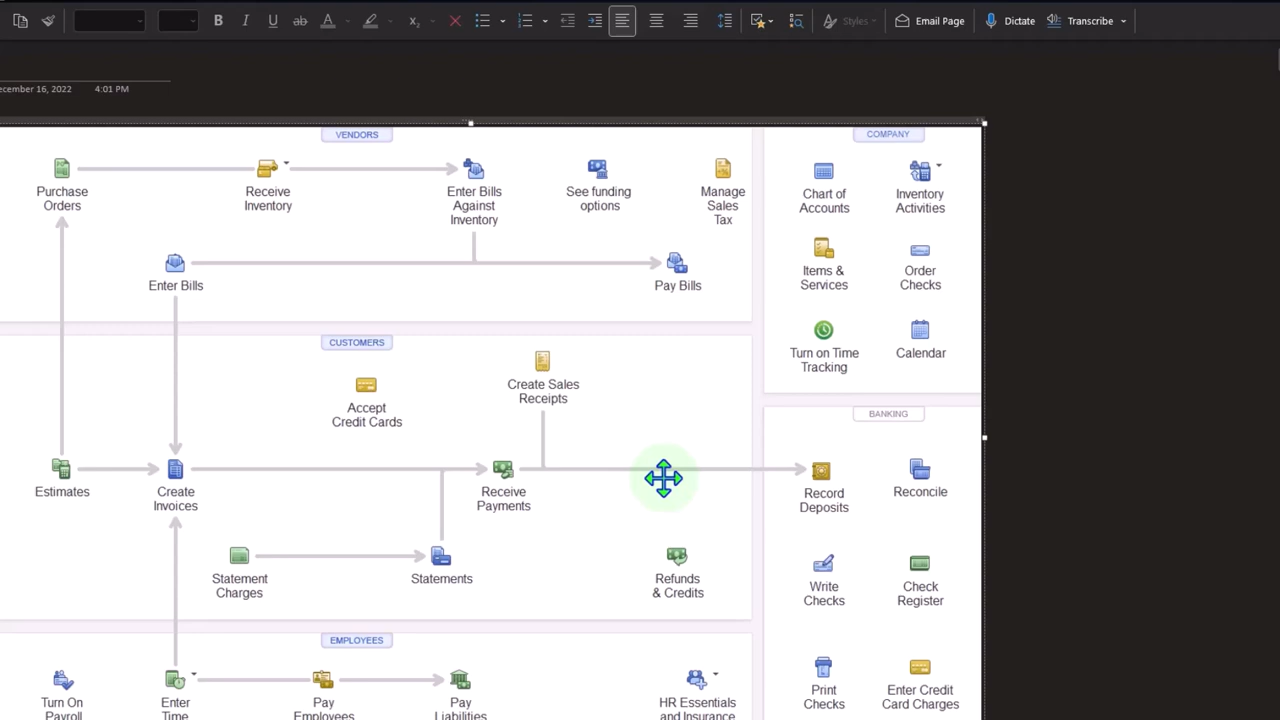 Email Page
Dictate
Transcribe
Styles
ecember 16, 2022
4:01 PM
VENDORS
Purchase
Orders
Receive
Inventory
Enter Bills
Against
Inventory
See funding
options
Manage
Sales
Tax
Enter Bills
Pay Bills
COMPANY
Chart of
Accounts
Inventory
Activities
Items &
Services
Order
Checks
Turn on Time
Tracking
Calendar
CUSTOMERS
Accept
Credit Cards
Create Sales
Receipts
Estimates
Create
Invoices
Receive
Payments
Statement
Charges
Statements
Refunds
& Credits
BANKING
Record
Deposits
Reconcile
Write
Checks
Check
Register
Print
Checks
Enter Credit
Card Charges
EMPLOYEES
Turn On
Payroll
Enter
Time
Pay
Employees
Pay
Liabilities
HR Essentials
and Insurance